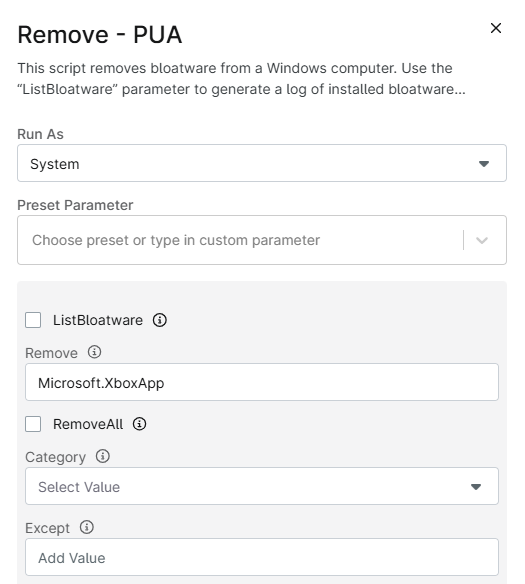 Remove - PUA
This script removes bloatware from a Windows computer. Use the
“ListBloatware” parameter to generate a log of installed bloatware...
Run As
System
Preset Parameter
Choose preset or type in custom parameter
ListBloatware
Remove
Microsoft.XboxApp
RemoveAll
Category
Select Value
Except
Add Value